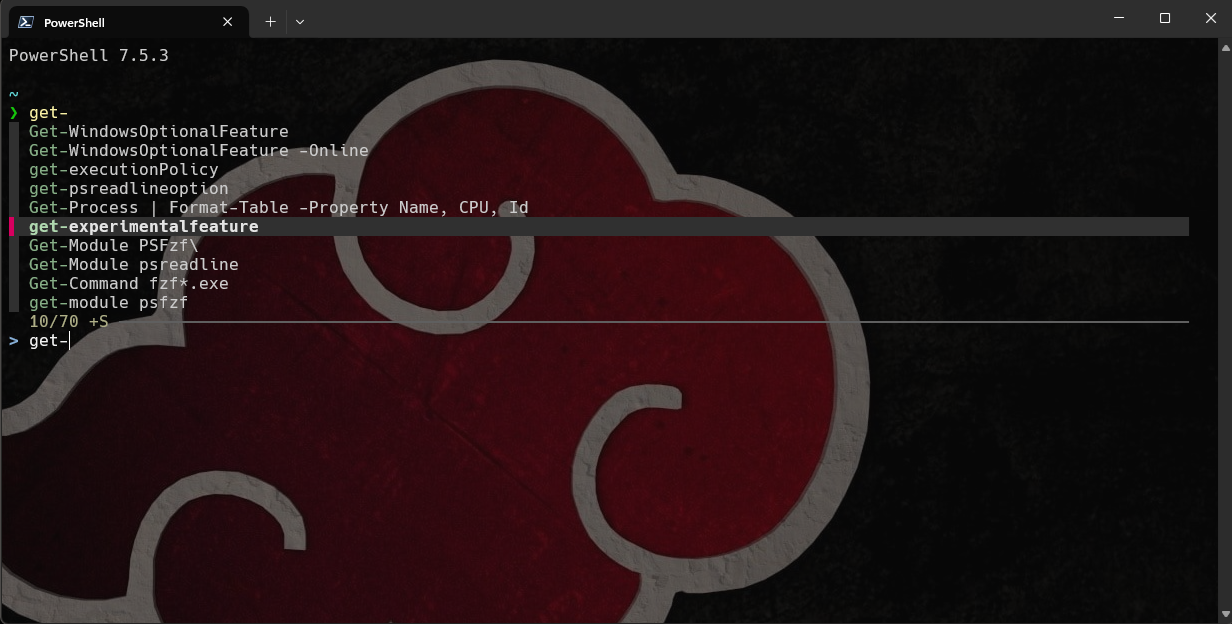 PowerShell
PowerShell 7.5.3
~
❯ get-
Get-WindowsOptionalFeature
Get-WindowsOptionalFeature -Online
get-executionPolicy
get-psreadlineoption
Get-Process | Format-Table -Property Name, CPU, Id
get-experimentalfeature
Get-Module PSFzf\
Get-Module psreadline
Get-Command fzf*.exe
get-module psfzf
10/70 +S
> get-